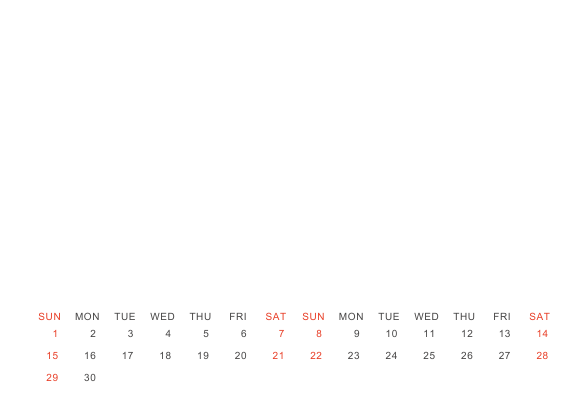 SUN MON TUE WED THU FRI SAT SUN MON TUE WED THU FRI SAT
1 2 3 4 5 6 7 8 9 10 11 12 13 14
15 16 17 18 19 20 21 22 23 24 25 26 27 28
29 30